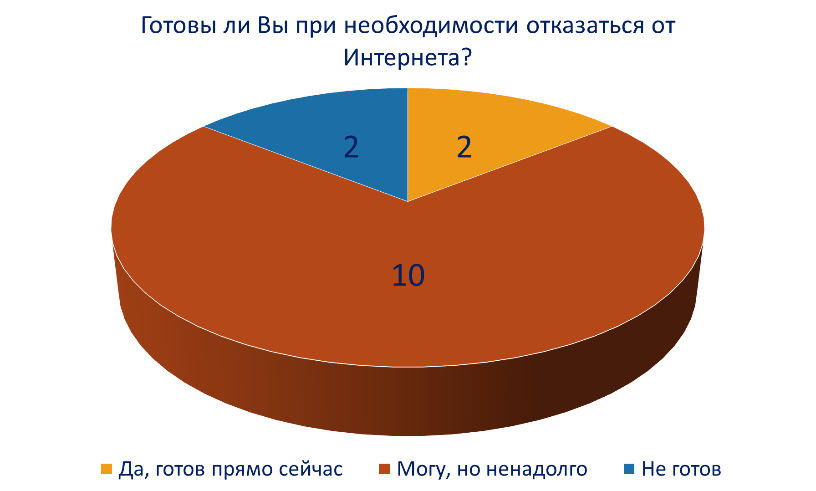 Готовы ли Вы при необходимости отказаться от
Интернета?
2
2
10
Да, готов прямо сейчас
Могу, но ненадолго
Не готов